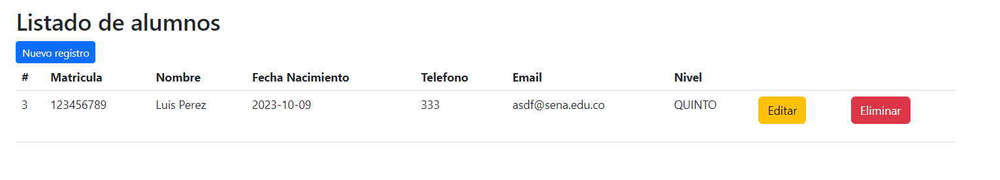 Listado de alumnos
Nuevo registro
# Matricula Nombre Fecha Nacimiento Telefono Email Nivel
3 123456789 Luis Perez 2023-10-09 333 asdf@sena.edu.co QUINTO Editar Eliminar